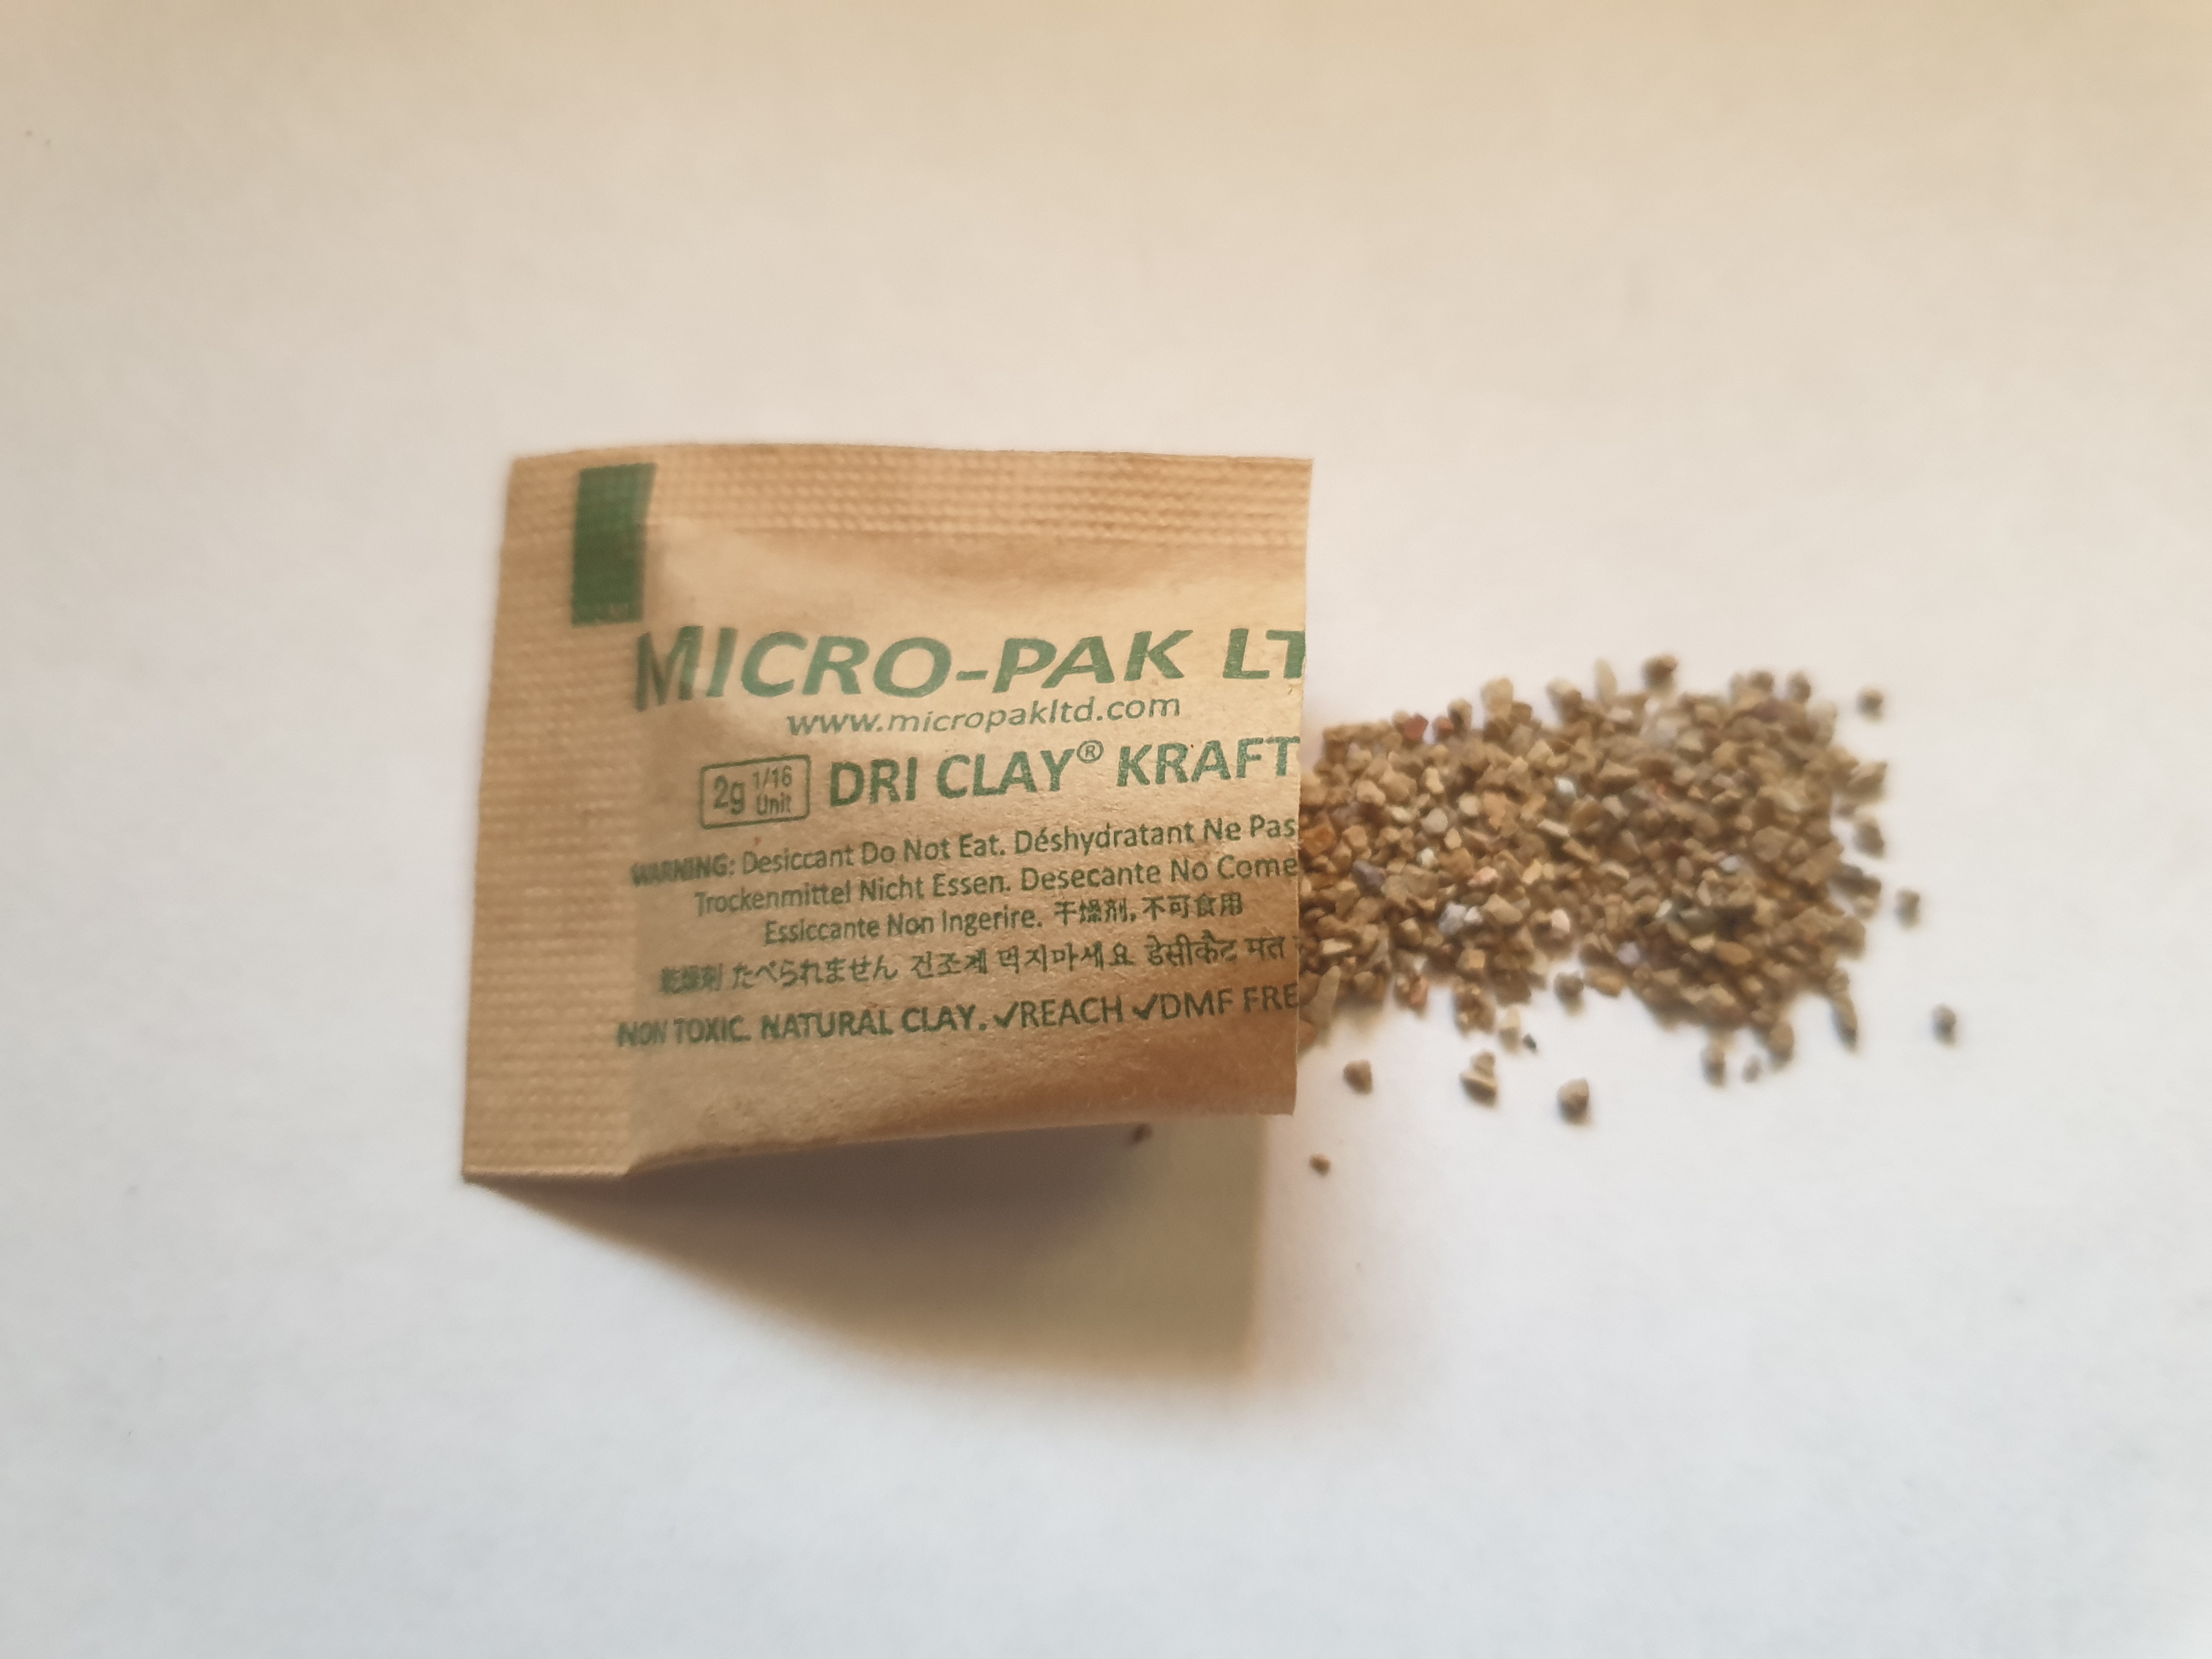 MICRO-PAK LT
www.micropakltd.com
2g 1/16 Unit DRI CLAY® KRAFT
WARNING: Desiccant Do Not Eat. Déshydratant Ne Pas
Trockenmittel Nicht Essen. Desecante No Come
Essiccante Non Ingerire. 干燥剂, 不可食用
乾燥剤 たべられません 건조제 먹지마세요 डेसीकैट मत
NON TOXIC. NATURAL CLAY. ✓REACH ✓DMF FRE